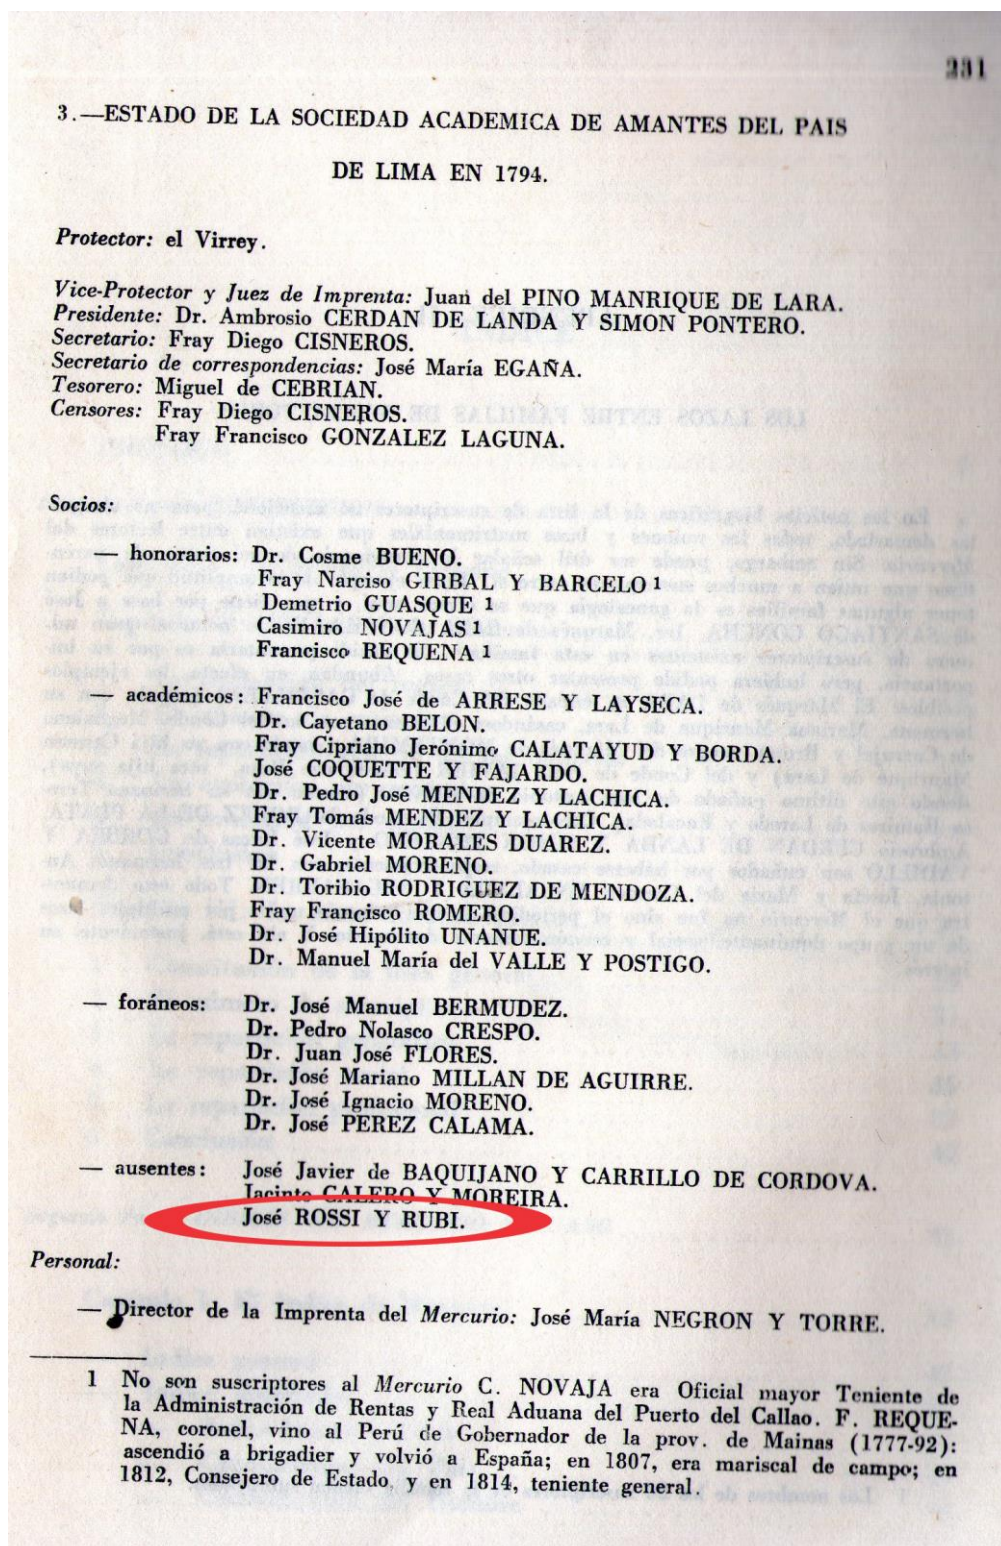 231
3.—ESTADO DE LA SOCIEDAD ACADEMICA DE AMANTES DEL PAIS
DE LIMA EN 1794.
Protector: el Virrey.
Vice-Protector y Juez de Imprenta: Juan del PINO MANRIQUE DE LARA.
Presidente: Dr. Ambrosio CERDAN DE LANDA Y SIMON PONTERO.
Secretario: Fray Diego CISNEROS.
Secretario de correspondencias: José María EGAÑA.
Tesorero: Miguel de CEBRIAN.
Censores: Fray Diego CISNEROS.
Fray Francisco GONZALEZ LAGUNA.
Socios:
— honorarios: Dr. Cosme BUENO.
Fray Narciso GIRBAL Y BARCELO 1
Demetrio GUASQUE 1
Casimiro NOVAJAS 1
Francisco REQUENA 1
— académicos: Francisco José de ARRESE Y LAYSECA.
Dr. Cayetano BELON.
Fray Cipriano Jerónimo CALATAYUD Y BORDA.
José COQUETTE Y FAJARDO.
Dr. Pedro José MENDEZ Y LACHICA.
Fray Tomás MENDEZ Y LACHICA.
Dr. Vicente MORALES DUAREZ.
Dr. Gabriel MORENO.
Dr. Toribio RODRIGUEZ DE MENDOZA.
Fray Francisco ROMERO.
Dr. José Hipólito UNANUE.
Dr. Manuel María del VALLE Y POSTIGO.
— foráneos: Dr. José Manuel BERMUDEZ.
Dr. Pedro Nolasco CRESPO.
Dr. Juan José FLORES.
Dr. José Mariano MILLAN DE AGUIRRE.
Dr. José Ignacio MORENO.
Dr. José PEREZ CALAMA.
— ausentes: José Javier de BAQUIJANO Y CARRILLO DE CORDOVA.
Jacinto CALERO Y MOREIRA.
José ROSSI Y RUBI.
Personal:
— Director de la Imprenta del Mercurio: José María NEGRON Y TORRE.
1 No son suscriptores al Mercurio C. NOVAJA era Oficial mayor Teniente de
la Administración de Rentas y Real Aduana del Puerto del Callao. F. REQUE-
NA, coronel, vino al Perú de Gobernador de la prov. de Mainas (1777-92):
ascendió a brigadier y volvió a España; en 1807, era mariscal de campo; en
1812, Consejero de Estado, y en 1814, teniente general.